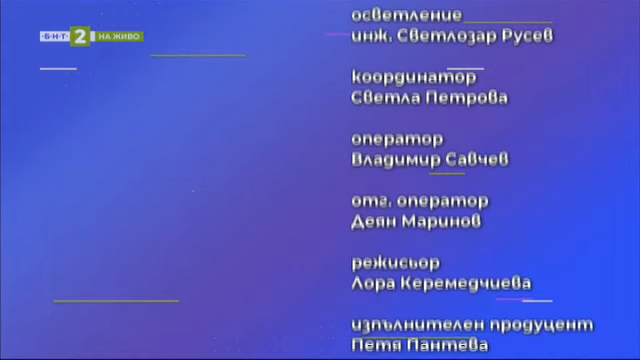 ·Б·Н·Т· 2 НА ЖИВО
осветление
инж. Светлозар Русев
координатор
Светла Петрова
оператор
Владимир Савчев
отг. оператор
Деян Маринов
режисьор
Лора Керемедчиева
изпълнителен продуцент
Петя Пантева